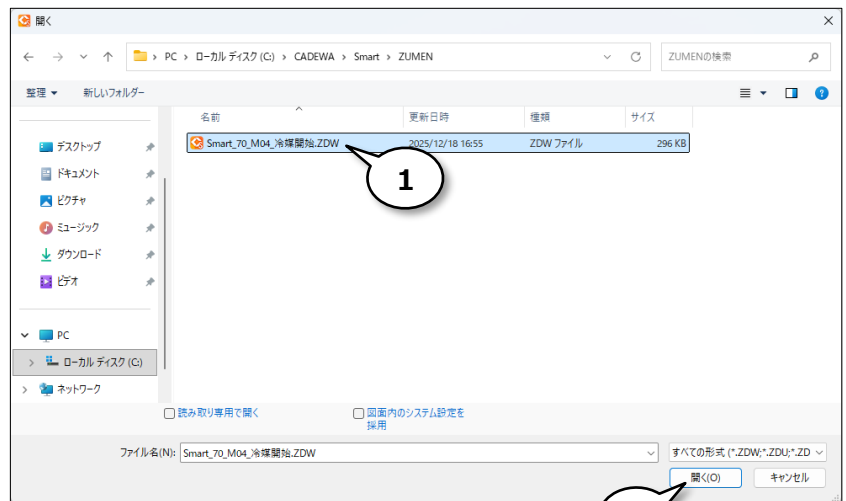 開く
PC › ローカル ディスク (C:) › CADEWA › Smart › ZUMEN
ZUMENの検索
整理 新しいフォルダー
名前 更新日時 種類 サイズ
Smart_70_M04_冷媒開始.ZDW 2025/12/18 16:55 ZDW ファイル 296 KB
1
デスクトップ
ドキュメント
ピクチャ
ミュージック
ダウンロード
ビデオ
PC
ローカル ディスク (C:)
ネットワーク
読み取り専用で開く
図面内のシステム設定を
採用
ファイル名(N): Smart_70_M04_冷媒開始.ZDW
すべての形式 (*.ZDW;*.ZDU;*.ZD
開く(O) キャンセル